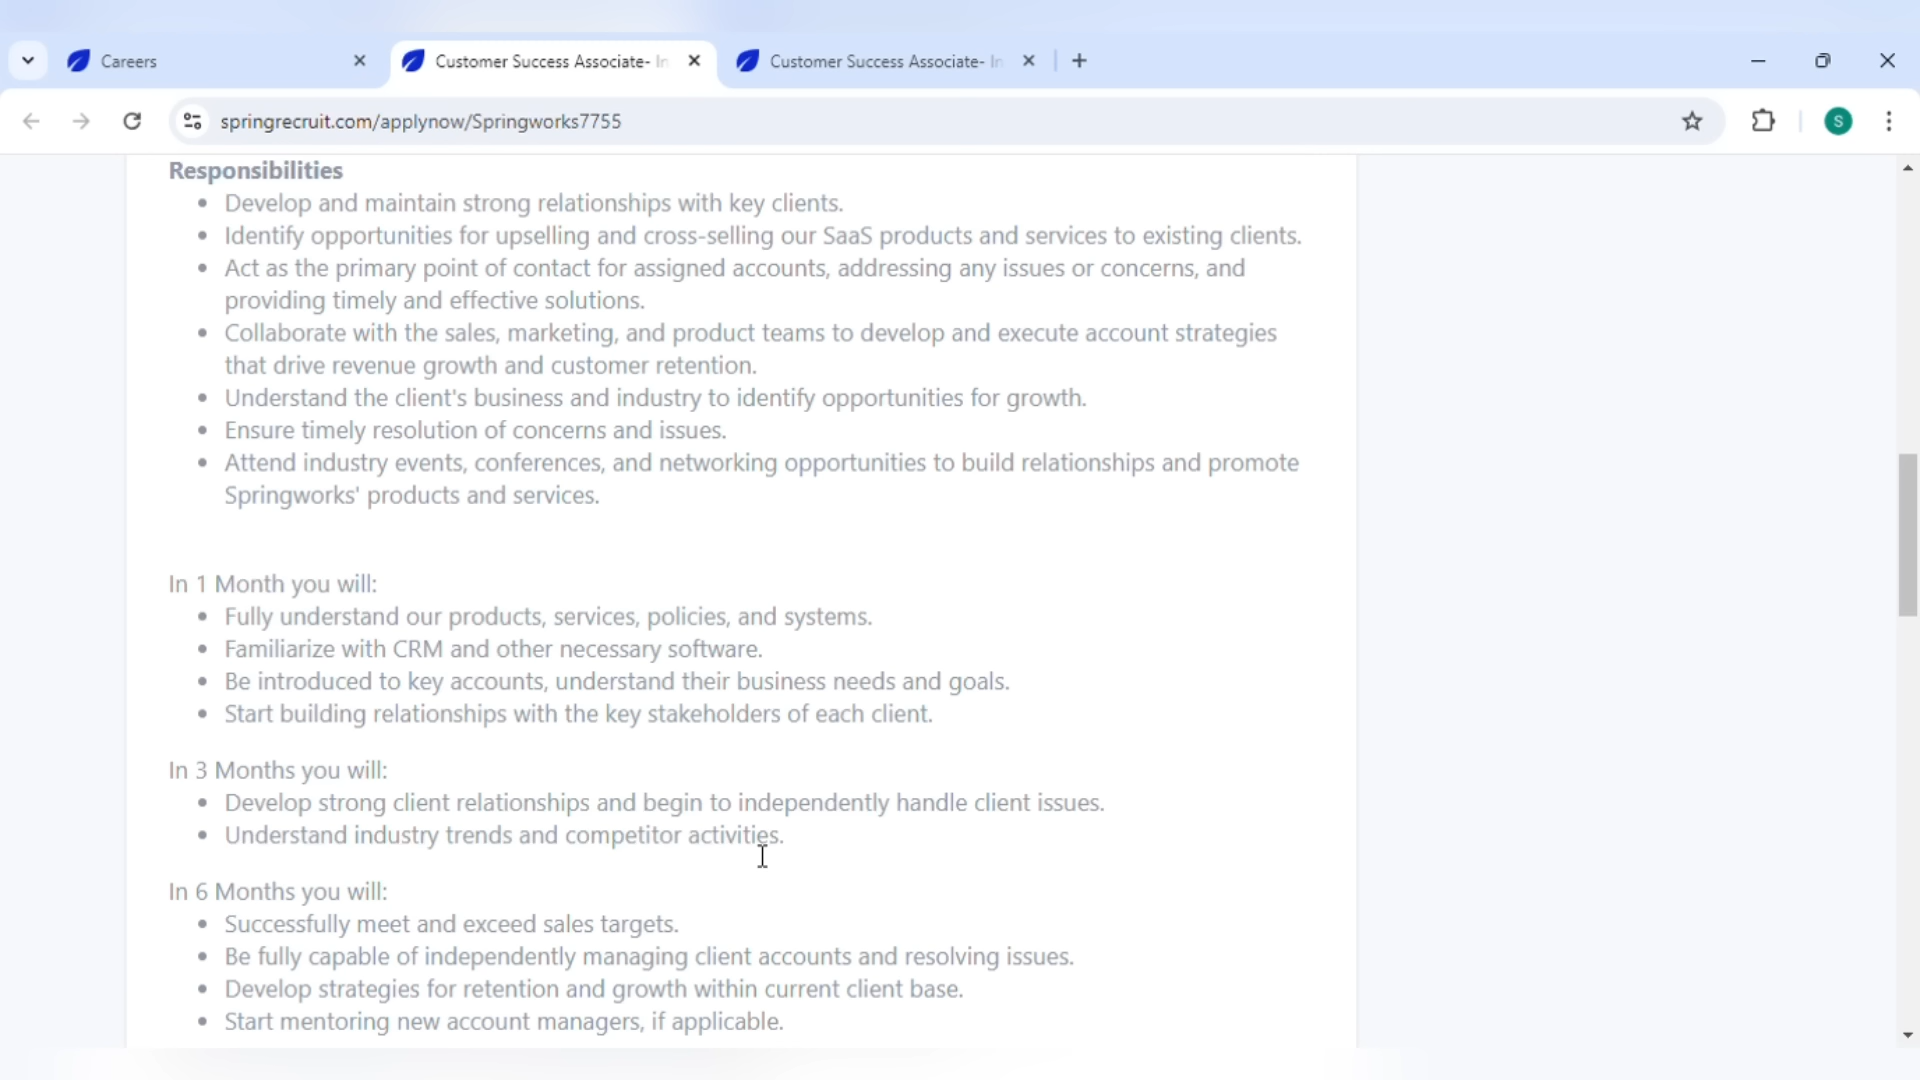 Careers
Customer Success Associate- In
Customer Success Associate- In
springrecruit.com/applynow/Springworks7755
S
Responsibilities
• Develop and maintain strong relationships with key clients.
• Identify opportunities for upselling and cross-selling our SaaS products and services to existing clients.
• Act as the primary point of contact for assigned accounts, addressing any issues or concerns, and
providing timely and effective solutions.
• Collaborate with the sales, marketing, and product teams to develop and execute account strategies
that drive revenue growth and customer retention.
• Understand the client's business and industry to identify opportunities for growth.
• Ensure timely resolution of concerns and issues.
• Attend industry events, conferences, and networking opportunities to build relationships and promote
Springworks' products and services.
In 1 Month you will:
• Fully understand our products, services, policies, and systems.
• Familiarize with CRM and other necessary software.
• Be introduced to key accounts, understand their business needs and goals.
• Start building relationships with the key stakeholders of each client.
In 3 Months you will:
• Develop strong client relationships and begin to independently handle client issues.
• Understand industry trends and competitor activities.
In 6 Months you will:
• Successfully meet and exceed sales targets.
• Be fully capable of independently managing client accounts and resolving issues.
• Develop strategies for retention and growth within current client base.
• Start mentoring new account managers, if applicable.